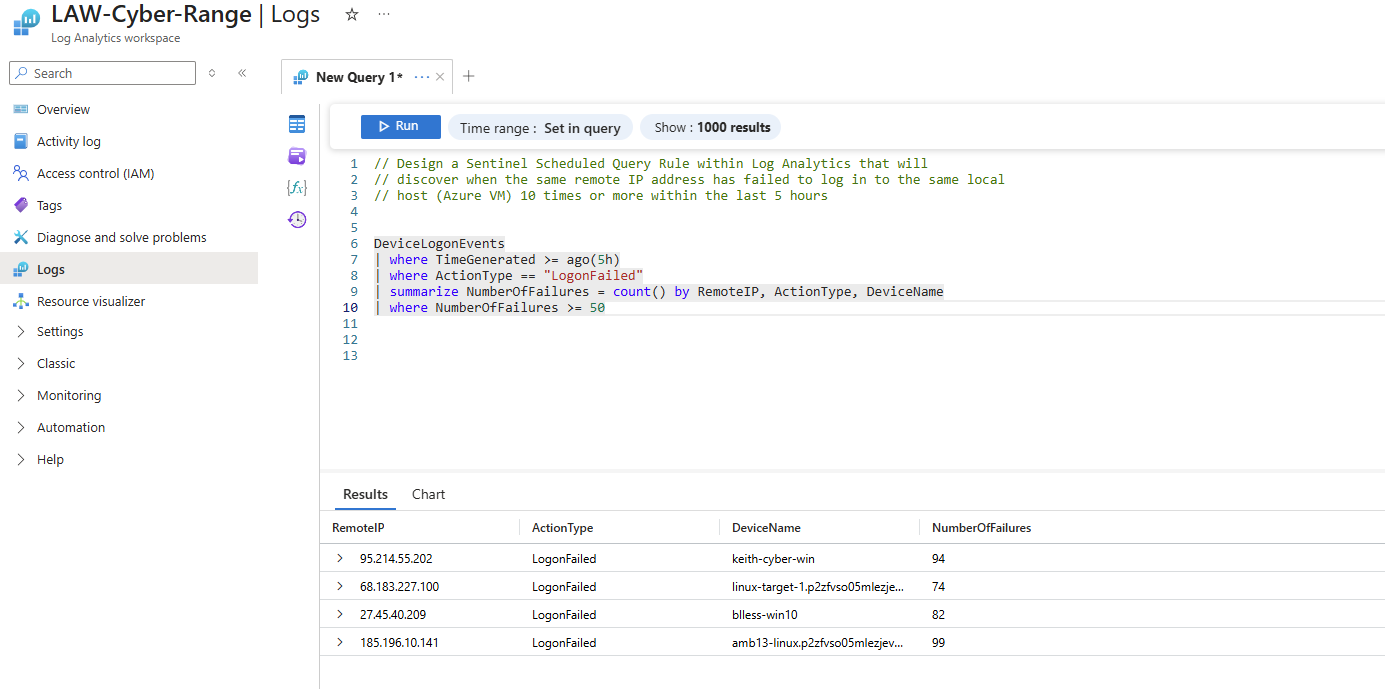 LAW-Cyber-Range | Logs
Log Analytics workspace
Search
Overview
Activity log
Access control (IAM)
Tags
Diagnose and solve problems
Logs
Resource visualizer
Settings
Classic
Monitoring
Automation
Help
New Query 1*
Run
Time range : Set in query
Show : 1000 results
1 // Design a Sentinel Scheduled Query Rule within Log Analytics that will
2 // discover when the same remote IP address has failed to log in to the same local
3 // host (Azure VM) 10 times or more within the last 5 hours
4
5
6 DeviceLogonEvents
7 | where TimeGenerated >= ago(5h)
8 | where ActionType == "LogonFailed"
9 | summarize NumberOfFailures = count() by RemoteIP, ActionType, DeviceName
10 | where NumberOfFailures >= 50
11
12
13
Results Chart
RemoteIP ActionType DeviceName NumberOfFailures
95.214.55.202 LogonFailed keith-cyber-win 94
68.183.227.100 LogonFailed linux-target-1.p2zfvso05mlezje... 74
27.45.40.209 LogonFailed blless-win10 82
185.196.10.141 LogonFailed amb13-linux.p2zfvso05mlezjev... 99